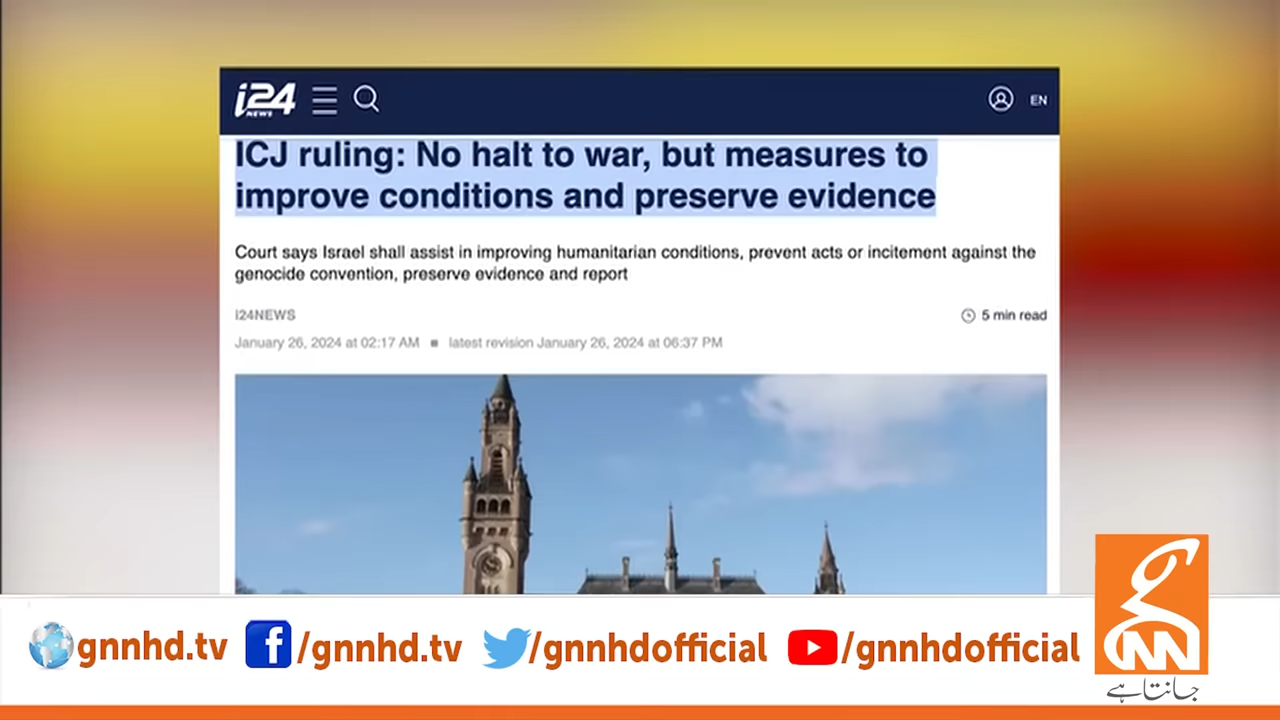 i24 NEWS
EN
ICJ ruling: No halt to war, but measures to
improve conditions and preserve evidence
Court says Israel shall assist in improving humanitarian conditions, prevent acts or incitement against the
genocide convention, preserve evidence and report
i24NEWS
5 min read
January 26, 2024 at 02:17 AM ■ latest revision January 26, 2024 at 06:37 PM
gnnhd.tv /gnnhd.tv /gnnhdofficial /gnnhdofficial
GNN
جانتا ہے